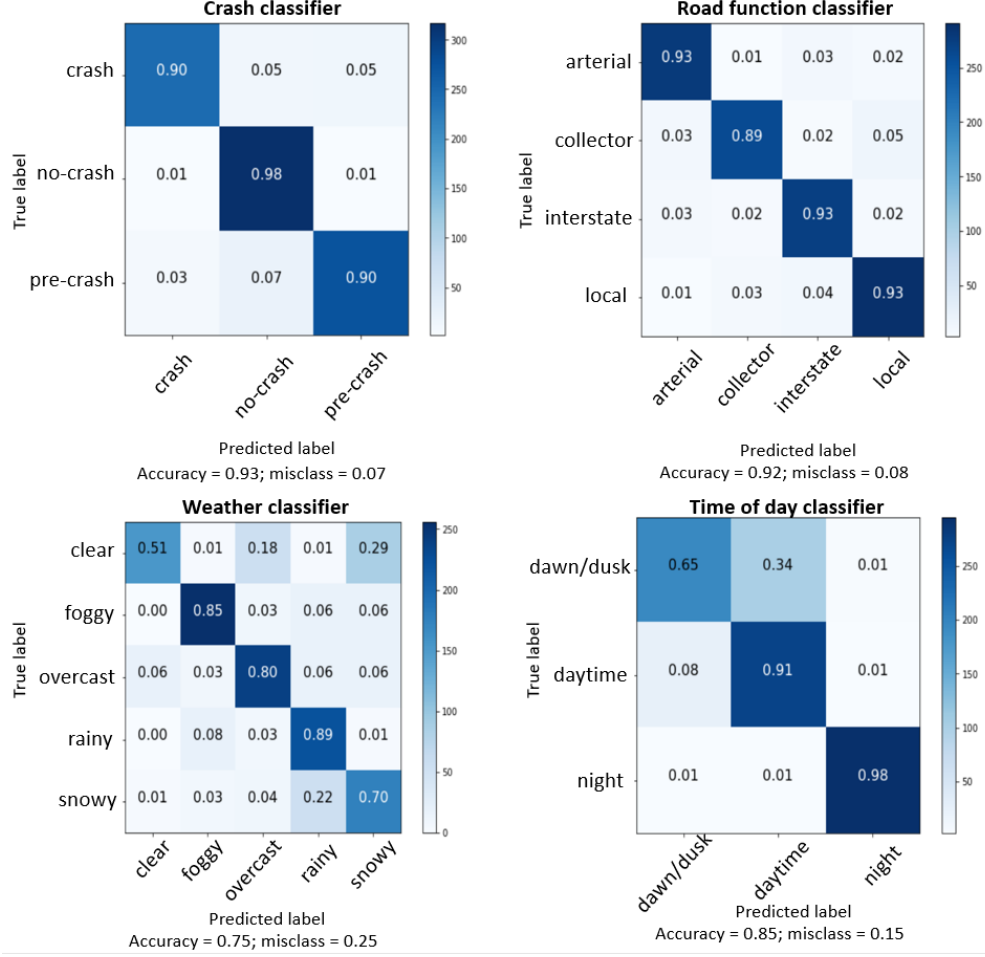 Crash classifier
crash 0.90 0.05 0.05
no-crash 0.01 0.98 0.01
pre-crash 0.03 0.07 0.90
True label
300
250
200
150
100
50
crash no-crash pre-crash
Predicted label
Accuracy = 0.93; misclass = 0.07
Road function classifier
arterial 0.93 0.01 0.03 0.02
collector 0.03 0.89 0.02 0.05
interstate 0.03 0.02 0.93 0.02
local 0.01 0.03 0.04 0.93
True label
250
200
150
100
50
arterial collector interstate local
Predicted label
Accuracy = 0.92; misclass = 0.08
Weather classifier
clear 0.51 0.01 0.18 0.01 0.29
foggy 0.00 0.85 0.03 0.06 0.06
overcast 0.06 0.03 0.80 0.06 0.06
rainy 0.00 0.08 0.03 0.89 0.01
snowy 0.01 0.03 0.04 0.22 0.70
True label
250
200
150
100
50
0
clear foggy overcast rainy snowy
Predicted label
Accuracy = 0.75; misclass = 0.25
Time of day classifier
dawn/dusk 0.65 0.34 0.01
daytime 0.08 0.91 0.01
night 0.01 0.01 0.98
True label
250
200
150
100
50
dawn/dusk daytime night
Predicted label
Accuracy = 0.85; misclass = 0.15